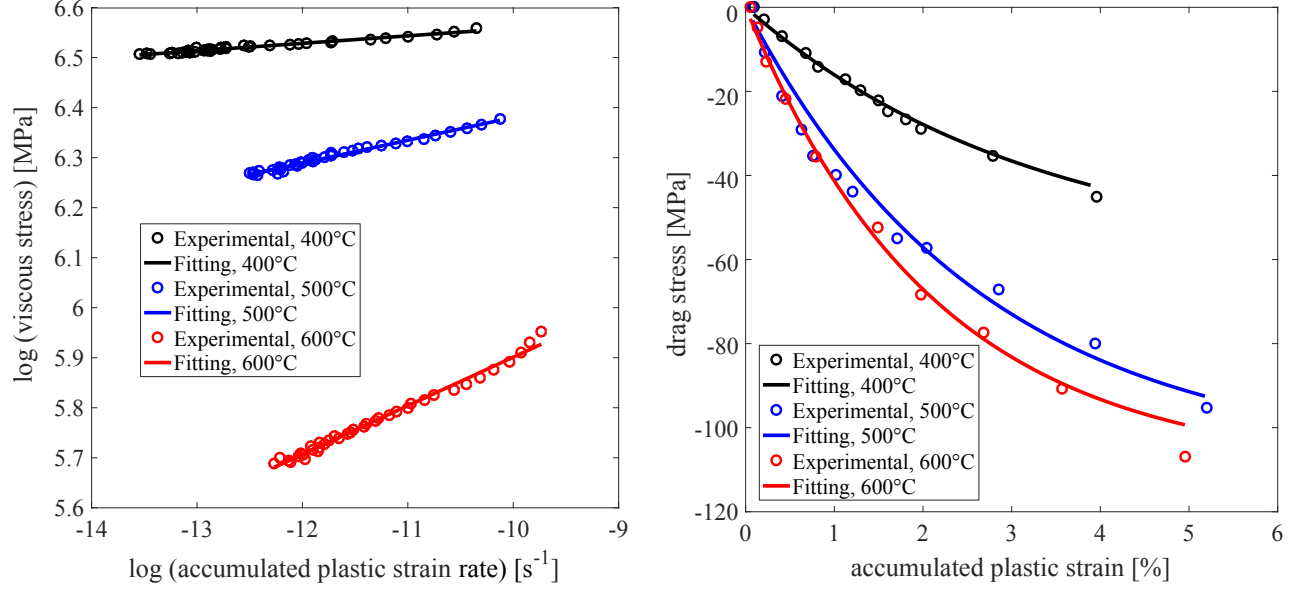 6.6
6.5
6.4
6.3
6.2
6.1
6
5.9
5.8
5.7
5.6
-14
-13
-12
-11
-10
-9
log (viscous stress) [MPa]
log (accumulated plastic strain rate) [s⁻¹]
Experimental, 400°C
Fitting, 400°C
Experimental, 500°C
Fitting, 500°C
Experimental, 600°C
Fitting, 600°C
0
-20
-40
-60
-80
-100
-120
0
1
2
3
4
5
6
drag stress [MPa]
accumulated plastic strain [%]
Experimental, 400°C
Fitting, 400°C
Experimental, 500°C
Fitting, 500°C
Experimental, 600°C
Fitting, 600°C